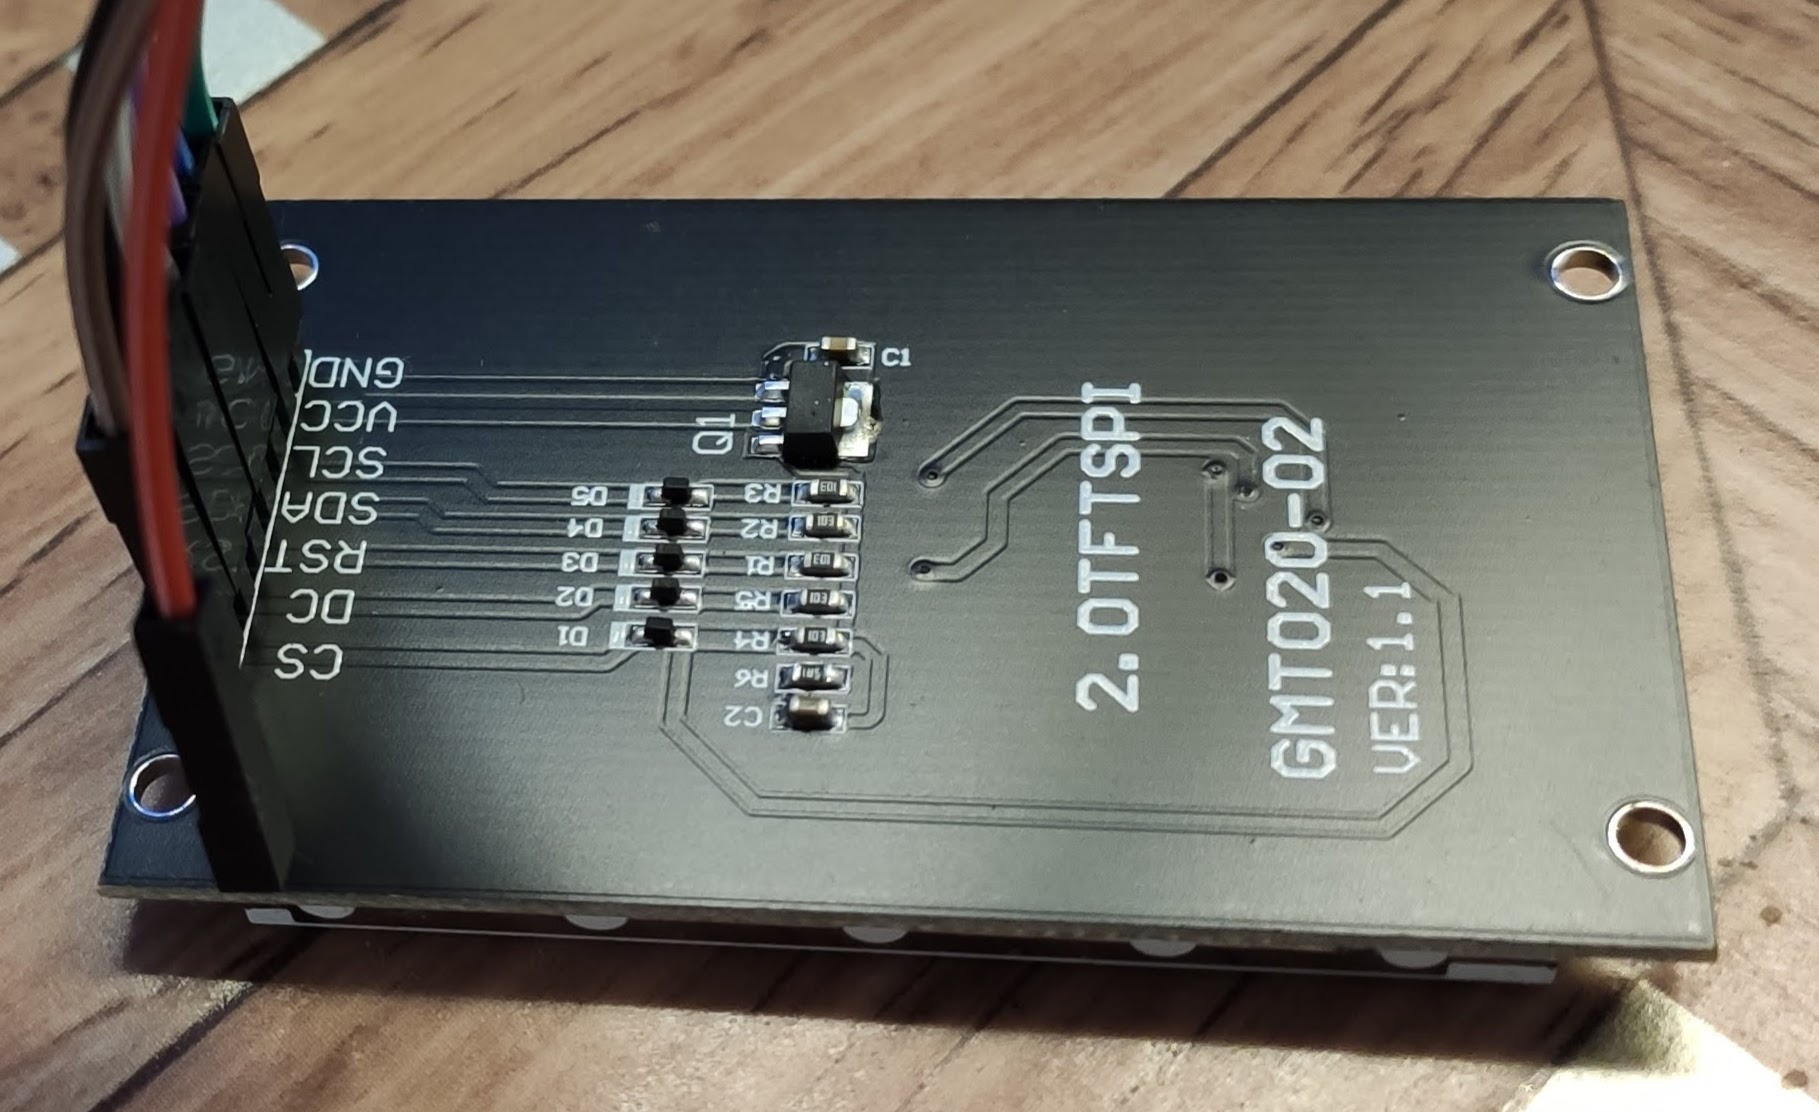 GND
VCC
SCL
SDA
RST
DC
CS
Q1
C1
D5
D4
D3
D2
D1
R3
R2
R1
R5
R4
R6
C2
2.0TFTSPI
GMT020-02
VER:1.1